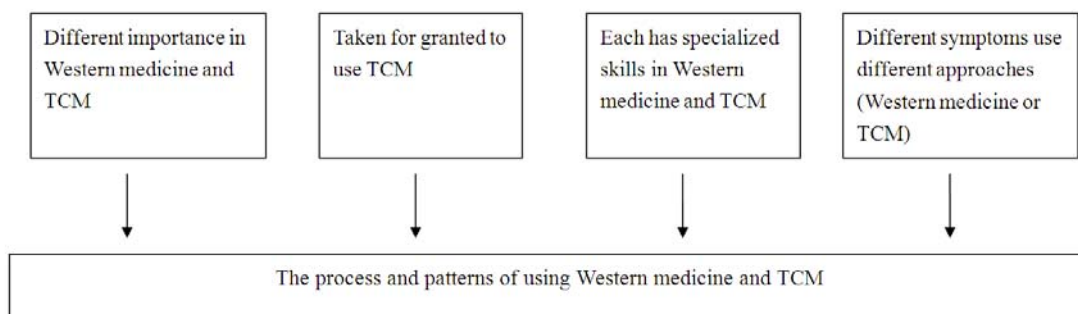 Different importance in
Western medicine and
TCM
Taken for granted to
use TCM
Each has specialized
skills in Western
medicine and TCM
Different symptoms use
different approaches
(Western medicine or
TCM)
The process and patterns of using Western medicine and TCM